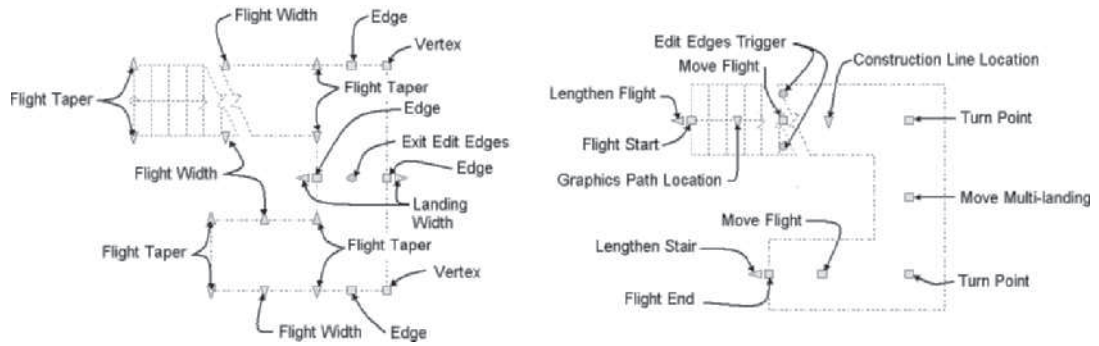 Flight Width
Edge
Vertex
Flight Taper
Flight Taper
Edge
Exit Edit Edges
Edge
Flight Width
Landing
Width
Flight Taper
Flight Taper
Vertex
Flight Width
Edge
Edit Edges Trigger
Move Flight
Construction Line Location
Lengthen Flight
Turn Point
Flight Start
Graphics Path Location
Move Multi-landing
Move Flight
Lengthen Stair
Turn Point
Flight End